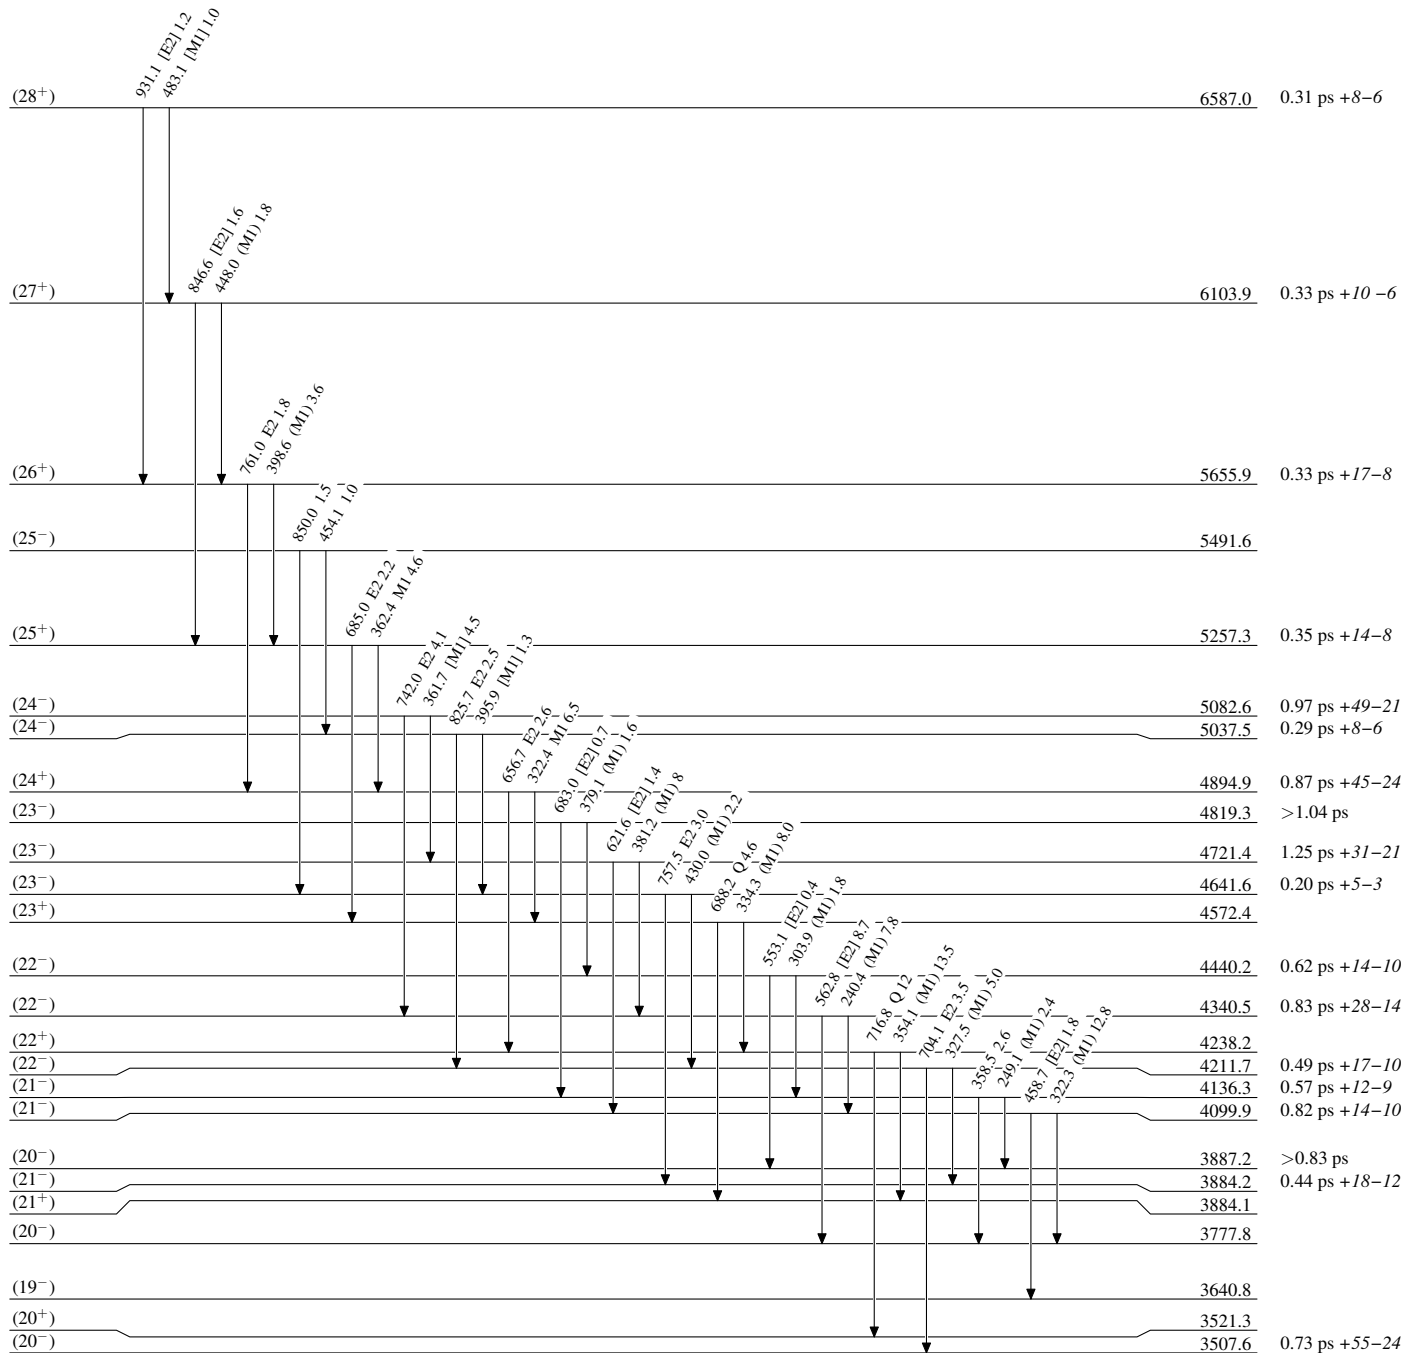 931.1 [E2] 1.2
483.1 [M1] 1.0
(28+) 6587.0 0.31 ps +8−6
846.6 [E2] 1.6
448.0 (M1) 1.8
(27+) 6103.9 0.33 ps +10 −6
761.0 E2 1.8
398.6 (M1) 3.6
(26+) 5655.9 0.33 ps +17−8
850.0 1.5
454.1 1.0
(25−) 5491.6
685.0 E2 2.2
362.4 M1 4.6
(25+) 5257.3 0.35 ps +14−8
742.0 E2 4.1
361.7 [M1] 4.5
(24−) 5082.6 0.97 ps +49−21
825.7 E2 2.5
395.9 [M1] 1.3
(24−) 5037.5 0.29 ps +8−6
656.7 E2 2.6
322.4 M1 6.5
(24+) 4894.9 0.87 ps +45−24
683.0 [E2] 0.7
379.1 (M1) 1.6
(23−) 4819.3 >1.04 ps
621.6 [E2] 1.4
381.2 (M1) 8
(23−) 4721.4 1.25 ps +31−21
757.5 E2 3.0
430.0 (M1) 2.2
(23−) 4641.6 0.20 ps +5−3
688.2 Q 4.6
334.3 (M1) 8.0
(23+) 4572.4
553.1 [E2] 0.4
303.9 (M1) 1.8
(22−) 4440.2 0.62 ps +14−10
562.8 [E2] 8.7
240.4 (M1) 7.8
(22−) 4340.5 0.83 ps +28−14
716.8 Q 12
354.1 (M1) 13.5
(22+) 4238.2
704.1 E2 3.5
327.5 (M1) 5.0
(22−) 4211.7 0.49 ps +17−10
358.5 2.6
249.1 (M1) 2.4
(21−) 4136.3 0.57 ps +12−9
458.7 [E2] 1.8
322.3 (M1) 12.8
(21−) 4099.9 0.82 ps +14−10
(20−) 3887.2 >0.83 ps
(21−) 3884.2 0.44 ps +18−12
(21+) 3884.1
(20−) 3777.8
(19−) 3640.8
(20+) 3521.3
(20−) 3507.6 0.73 ps +55−24